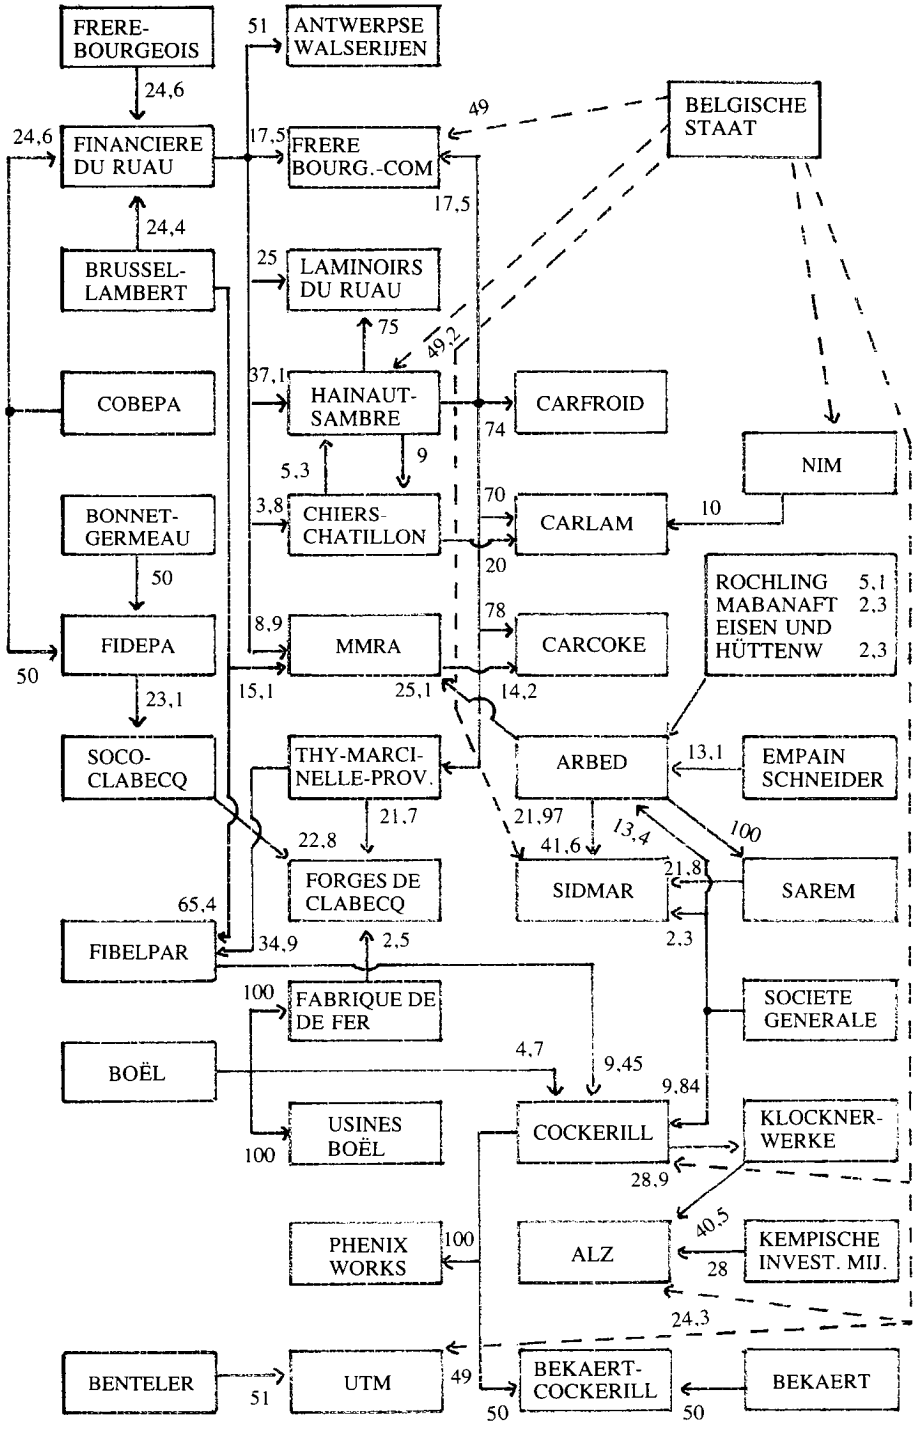 FRERE-
BOURGEOIS
51
ANTWERPSE
WALSERIJEN
24,6
49
BELGISCHE
STAAT
24,6
FINANCIERE
DU RUAU
17,5
FRERE
BOURG.-COM
17,5
24,4
BRUSSEL-
LAMBERT
25
LAMINOIRS
DU RUAU
75
49,2
COBEPA
37,1
HAINAUT-
SAMBRE
74
CARFROID
5,3
9
NIM
BONNET-
GERMEAU
3,8
CHIERS-
CHATILLON
70
CARLAM
10
20
50
ROCHLING 5,1
MABANAFT 2,3
EISEN UND
HÜTTENW 2,3
8,9
78
FIDEPA
MMRA
CARCOKE
50
23,1
15,1
25,1
14,2
SOCO-
CLABECQ
THY-MARCI-
NELLE-PROV.
ARBED
13,1
EMPAIN
SCHNEIDER
21,7
21,97
13,4
100
22,8
41,6
FORGES DE
CLABECQ
SIDMAR
21,8
SAREM
65,4
2,3
FIBELPAR
34,9
2,5
100
FABRIQUE DE
DE FER
SOCIETE
GENERALE
BOËL
4,7
9,45
9,84
100
USINES
BOËL
COCKERILL
KLOCKNER-
WERKE
28,9
40,5
PHENIX
WORKS
100
ALZ
28
KEMPISCHE
INVEST. MIJ.
24,3
BENTELER
51
UTM
49
BEKAERT-
COCKERILL
50
50
BEKAERT